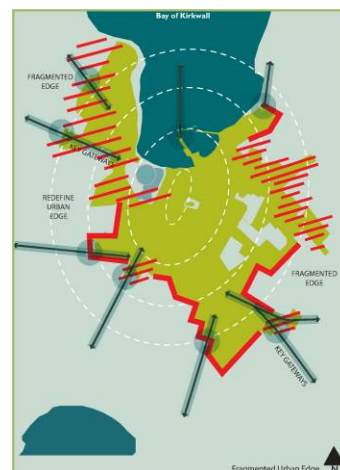 Bay of Kirkwall
FRAGMENTED
EDGE
KEY GATEWAYS
REDEFINE
URBAN
EDGE
FRAGMENTED
EDGE
KEY GATEWAYS
Fragmented Urban Edge
N